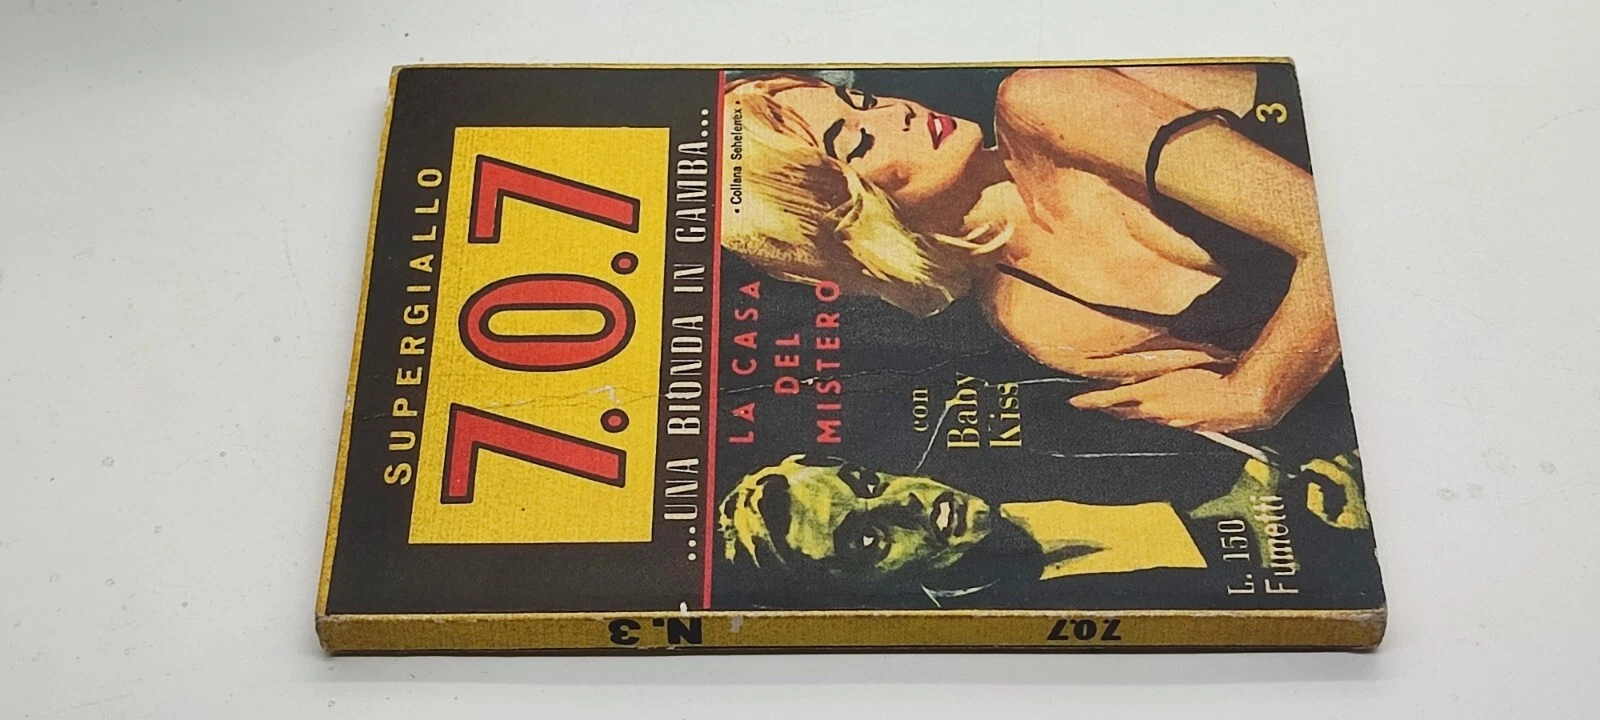 SUPERGIALLO
7.0.7
...UNA BIONDA IN GAMBA...
• Collana Sehelenex •
LA CASA
DEL
MISTERO
con
Baby
Kiss
L. 150
Fumetti
3
N. 3
7.0.7